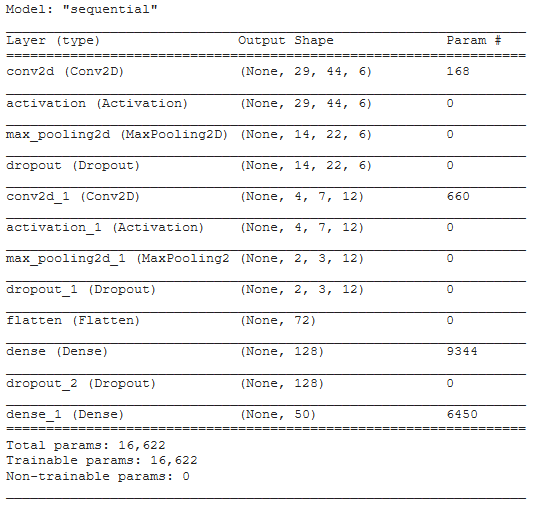 Model: "sequential"
Layer (type) Output Shape Param #
conv2d (Conv2D) (None, 29, 44, 6) 168
activation (Activation) (None, 29, 44, 6) 0
max_pooling2d (MaxPooling2D) (None, 14, 22, 6) 0
dropout (Dropout) (None, 14, 22, 6) 0
conv2d_1 (Conv2D) (None, 4, 7, 12) 660
activation_1 (Activation) (None, 4, 7, 12) 0
max_pooling2d_1 (MaxPooling2 (None, 2, 3, 12) 0
dropout_1 (Dropout) (None, 2, 3, 12) 0
flatten (Flatten) (None, 72) 0
dense (Dense) (None, 128) 9344
dropout_2 (Dropout) (None, 128) 0
dense_1 (Dense) (None, 50) 6450
Total params: 16,622
Trainable params: 16,622
Non-trainable params: 0